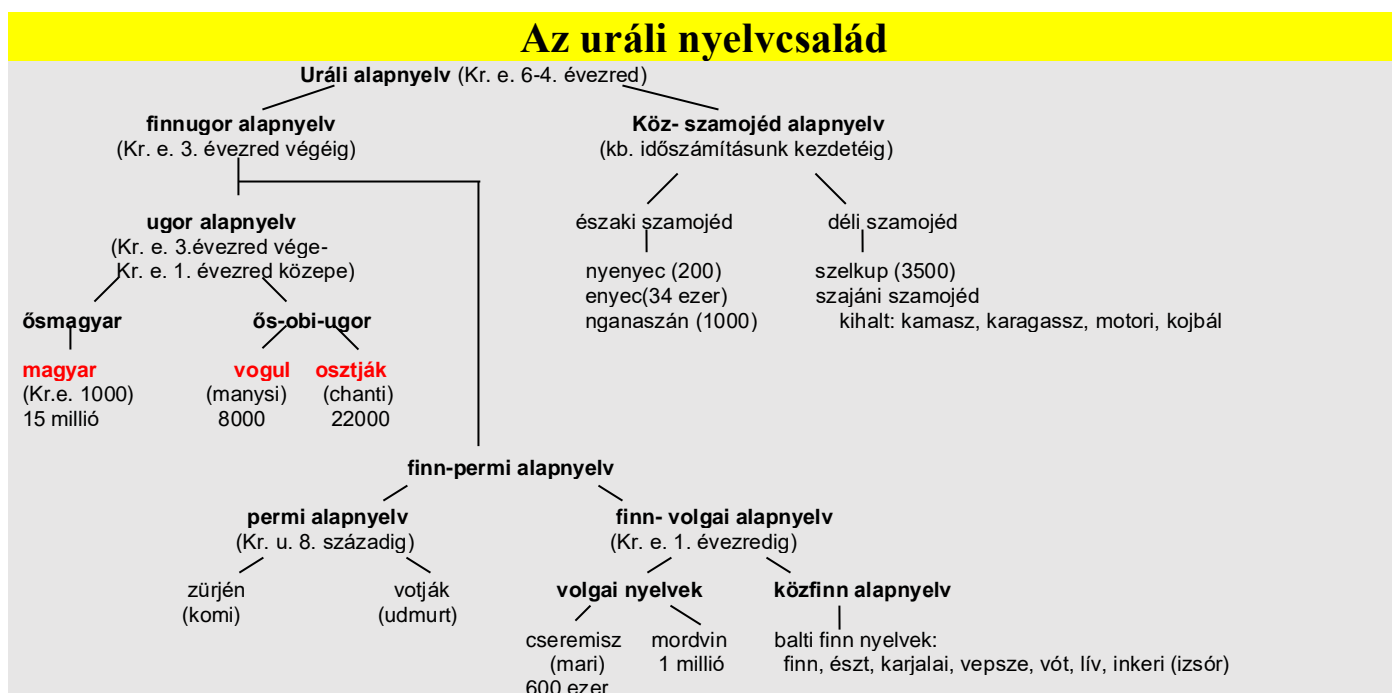 Az uráli nyelvcsalád
Uráli alapnyelv (Kr. e. 6-4. évezred)
finnugor alapnyelv
(Kr. e. 3. évezred végéig)
Köz- szamojéd alapnyelv
(kb. időszámításunk kezdetéig)
ugor alapnyelv
(Kr. e. 3.évezred vége-
Kr. e. 1. évezred közepe)
északi szamojéd
déli szamojéd
nyenyec (200)
enyec(34 ezer)
nganaszán (1000)
szelkup (3500)
szajáni szamojéd
kihalt: kamasz, karagassz, motori, kojbál
ősmagyar
ős-obi-ugor
magyar
(Kr.e. 1000)
15 millió
vogul
(manysi)
8000
osztják
(chanti)
22000
finn-permi alapnyelv
permi alapnyelv
(Kr. u. 8. századig)
finn- volgai alapnyelv
(Kr. e. 1. évezredig)
zürjén
(komi)
votják
(udmurt)
volgai nyelvek
közfinn alapnyelv
cseremisz
(mari)
600 ezer
mordvin
1 millió
balti finn nyelvek:
finn, észt, karjalai, vepsze, vót, lív, inkeri (izsór)